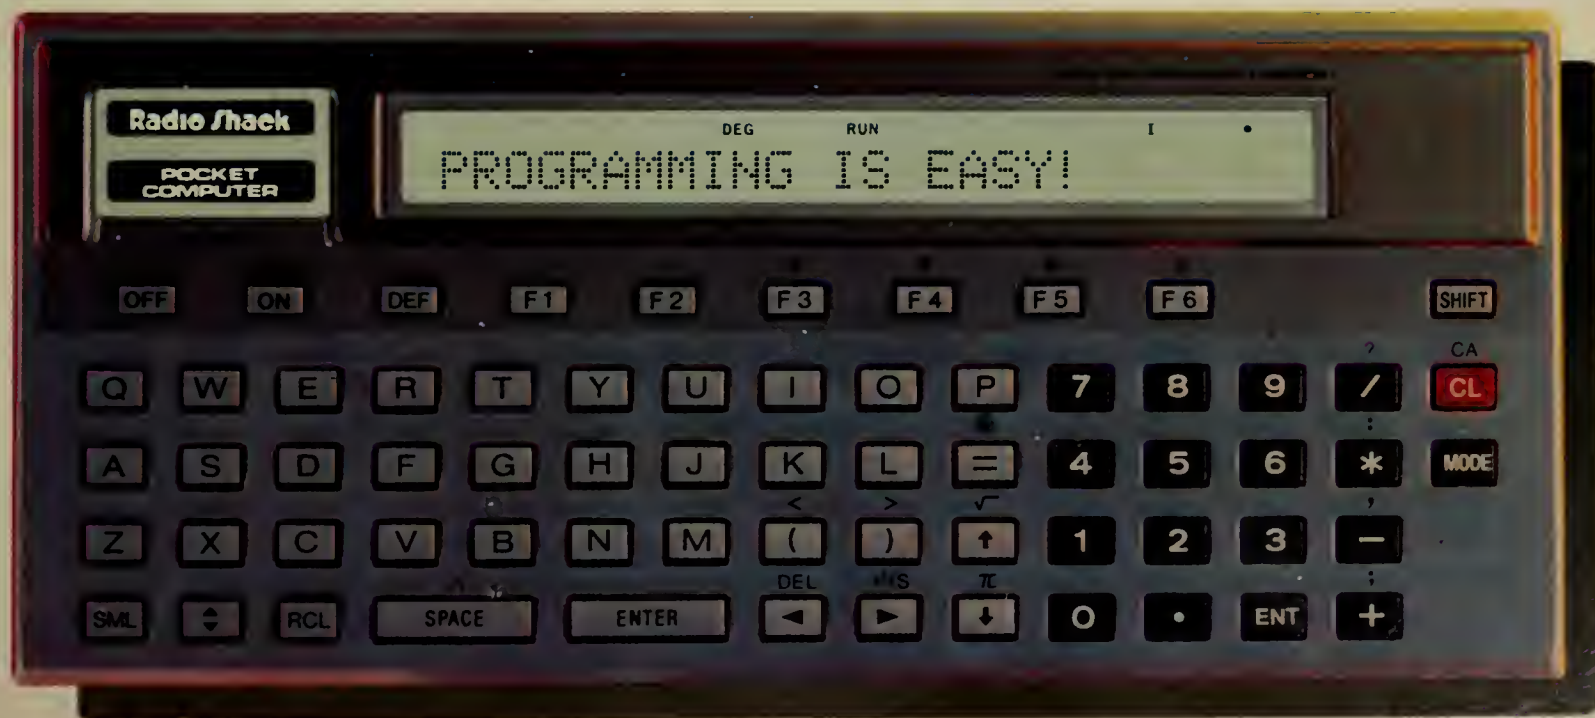 Radio Shack
POCKET
COMPUTER
DEG RUN I •
PROGRAMMING IS EASY!
OFF ON DEF F1 F2 F3 F4 F5 F6 SHIFT
? CA
Q W E R T Y U I O P 7 8 9 / CL
:
A S D F G H J K L = 4 5 6 * MODE
< > √ ,
Z X C V B N M ( ) ↑ 1 2 3 −
DEL π ;
SML ▲▼ RCL SPACE ENTER ◄ ► ↓ 0 • ENT +